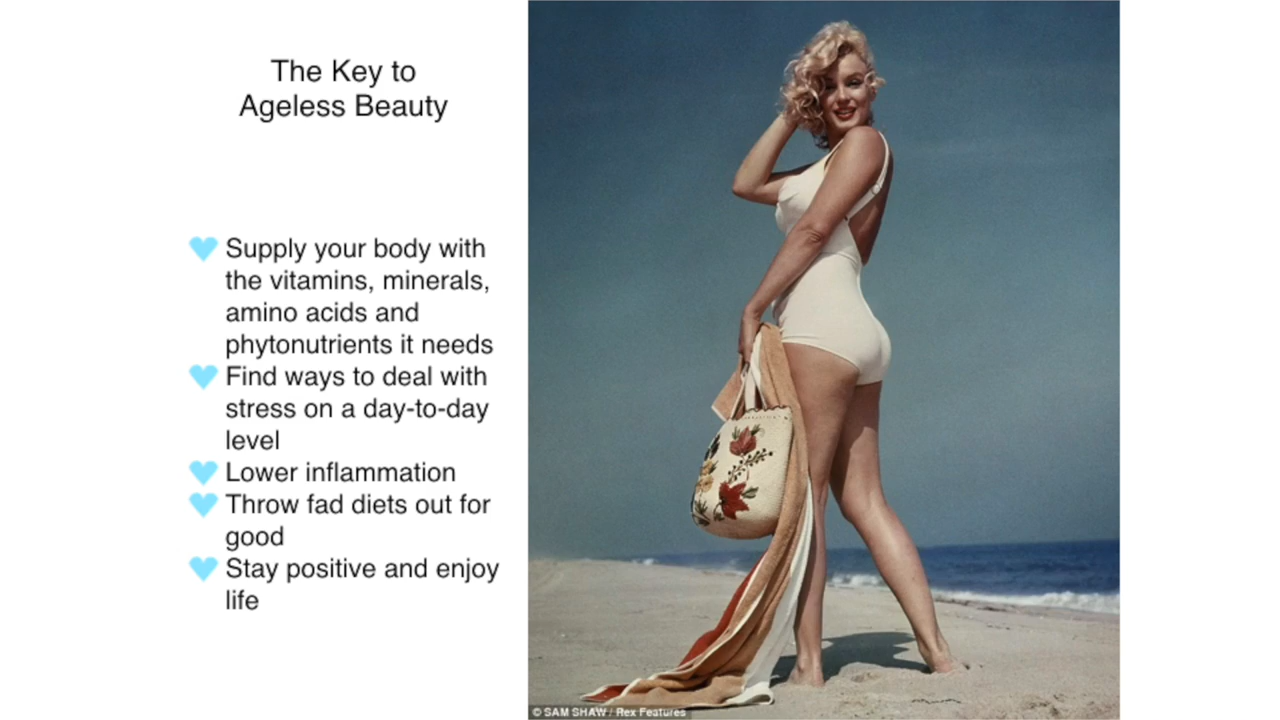 The Key to
Ageless Beauty
Supply your body with
the vitamins, minerals,
amino acids and
phytonutrients it needs
Find ways to deal with
stress on a day-to-day
level
Lower inflammation
Throw fad diets out for
good
Stay positive and enjoy
life
© SAM SHAW / Rex Features